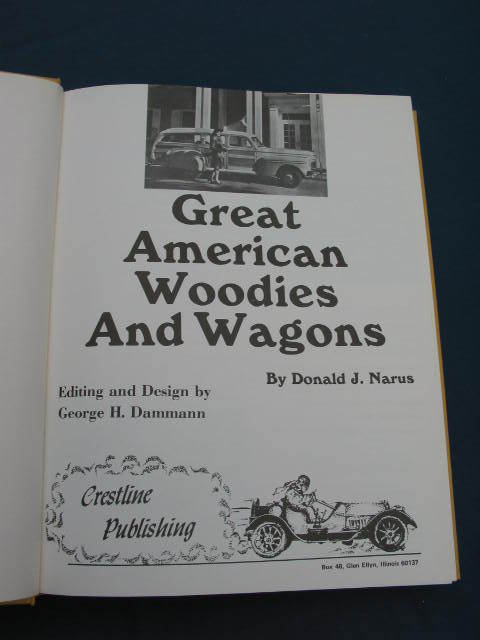 Great
American
Woodies
And Wagons
By Donald J. Narus
Editing and Design by
George H. Dammann
Crestline
Publishing
Box 48, Glen Ellyn, Illinois 60137